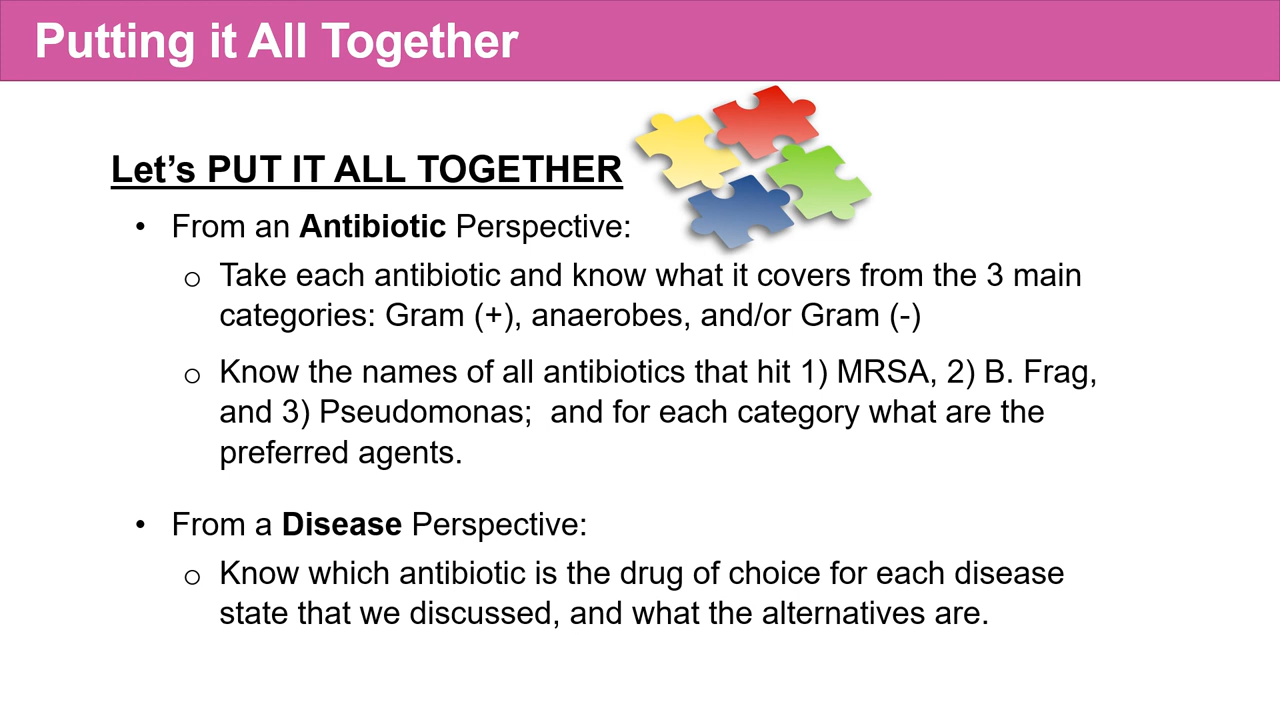 Putting it All Together
Let’s PUT IT ALL TOGETHER
• From an Antibiotic Perspective:
o Take each antibiotic and know what it covers from the 3 main
categories: Gram (+), anaerobes, and/or Gram (-)
o Know the names of all antibiotics that hit 1) MRSA, 2) B. Frag,
and 3) Pseudomonas;  and for each category what are the
preferred agents.
• From a Disease Perspective:
o Know which antibiotic is the drug of choice for each disease
state that we discussed, and what the alternatives are.